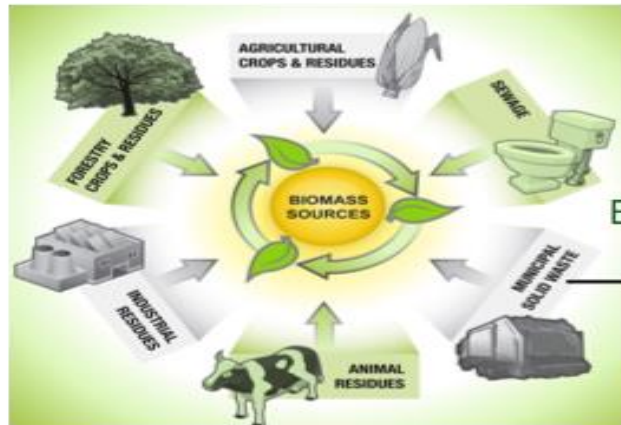 AGRICULTURAL
CROPS & RESIDUES
SEWAGE
FORESTRY
CROPS & RESIDUES
BIOMASS
SOURCES
MUNICIPAL
SOLID WASTE
INDUSTRIAL
RESIDUES
ANIMAL
RESIDUES